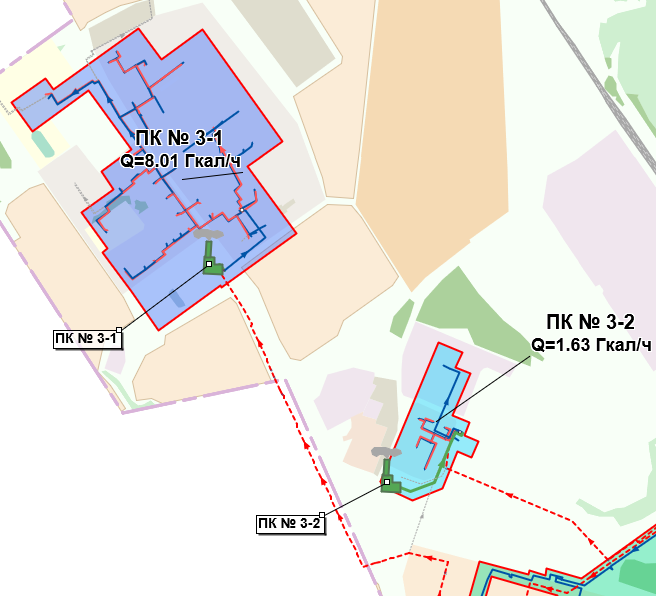 ПК № 3-1
Q=8.01 Гкал/ч
ПК № 3-2
Q=1.63 Гкал/ч
ПК № 3-1
ПК № 3-2